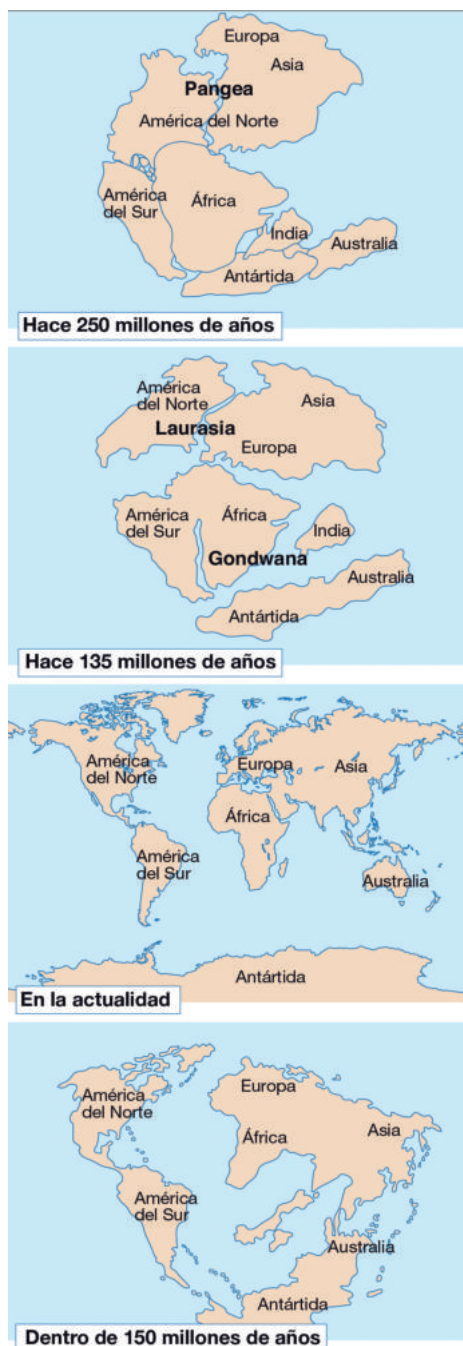 Europa
Asia
Pangea
América del Norte
América
del Sur
África
India
Australia
Antártida
Hace 250 millones de años
América
del Norte
Asia
Laurasia
Europa
América
del Sur
África
India
Gondwana
Australia
Antártida
Hace 135 millones de años
América
del Norte
Europa
Asia
África
América
del Sur
Australia
Antártida
En la actualidad
América
del Norte
Europa
África
Asia
América
del Sur
Australia
Antártida
Dentro de 150 millones de años